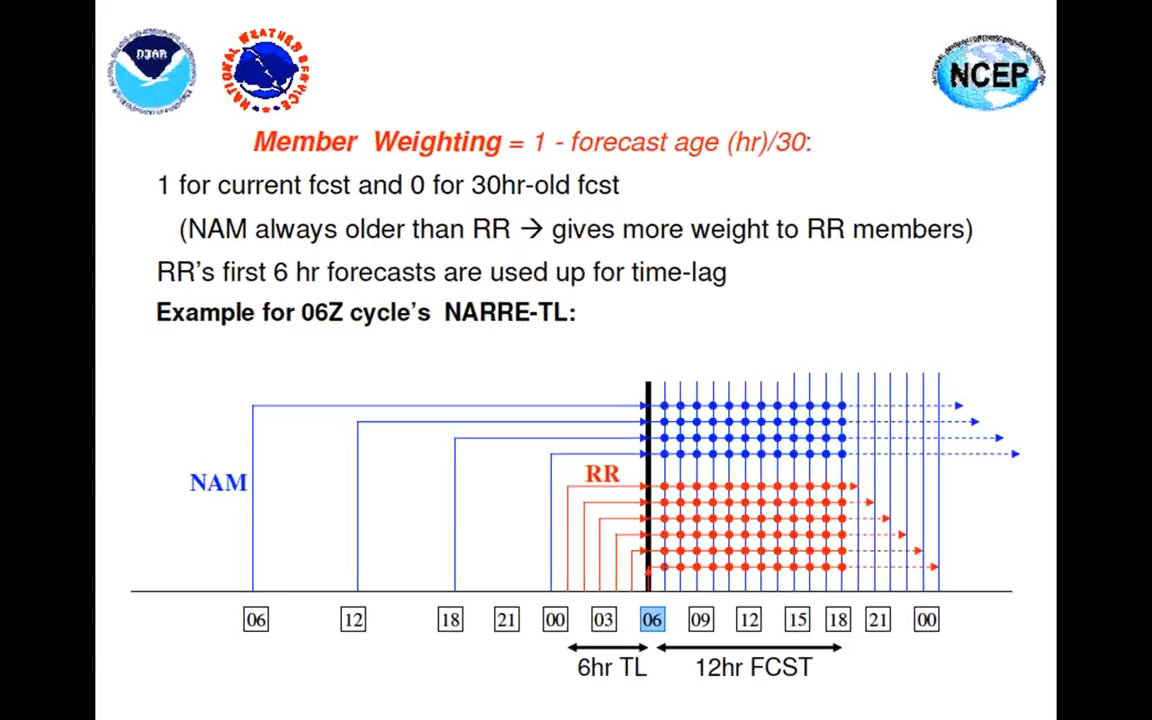 NATIONAL WEATHER SERVICE
NCEP
Member Weighting = 1 - forecast age (hr)/30:
1 for current fcst and 0 for 30hr-old fcst
(NAM always older than RR → gives more weight to RR members)
RR’s first 6 hr forecasts are used up for time-lag
Example for 06Z cycle’s NARRE-TL:
RR
NAM
06 12 18 21 00 03 06 09 12 15 18 21 00
6hr TL 12hr FCST